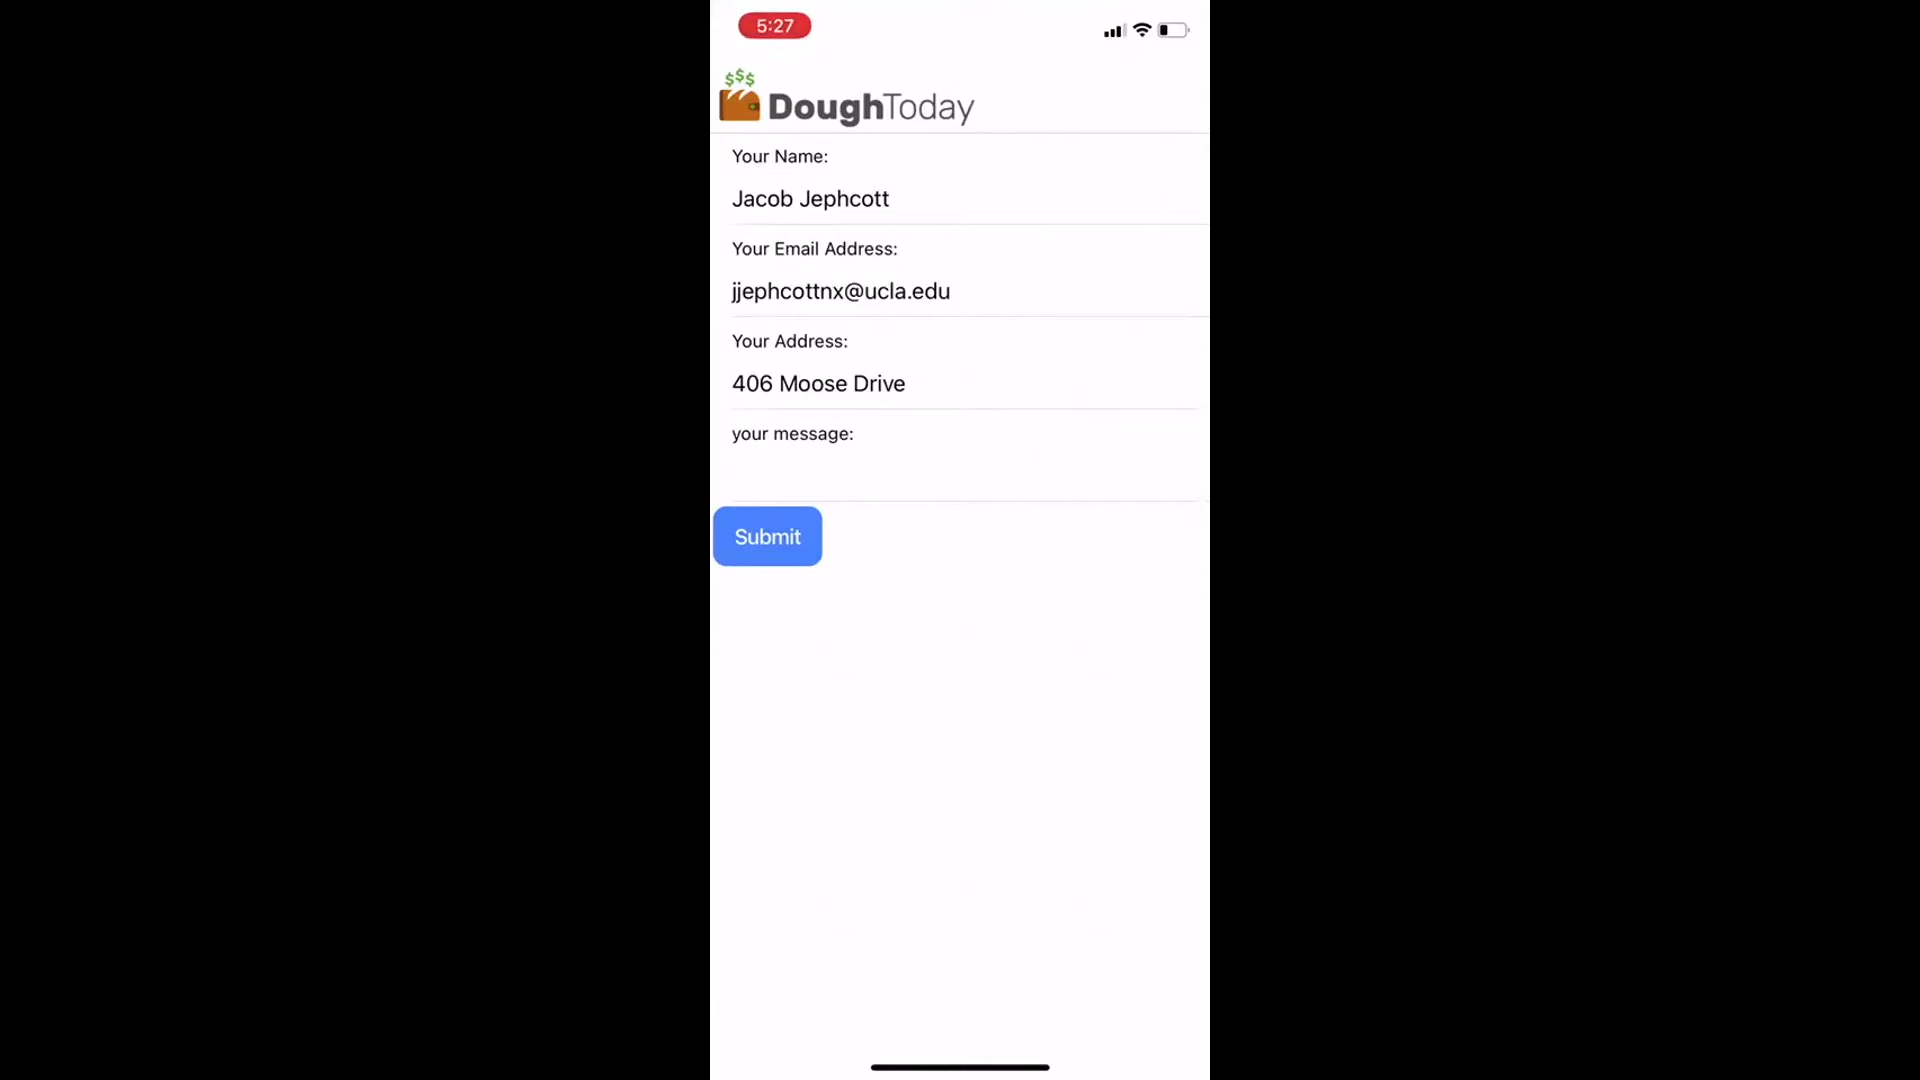 5:27
$$$
DoughToday
Your Name:
Jacob Jephcott
Your Email Address:
jjephcottnx@ucla.edu
Your Address:
406 Moose Drive
your message:
Submit